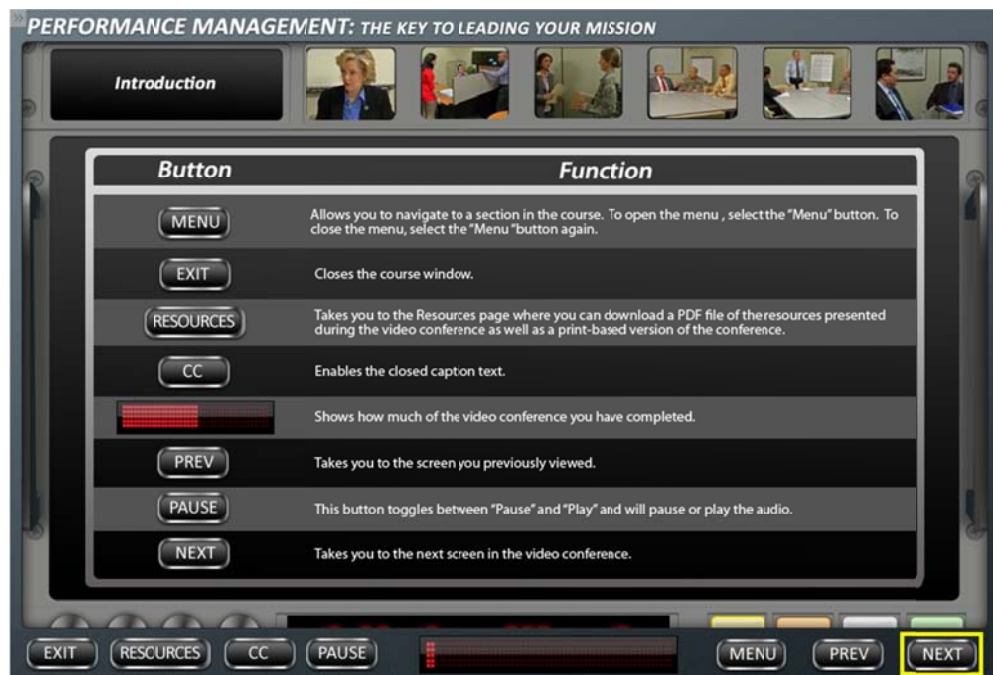 PERFORMANCE MANAGEMENT: THE KEY TO LEADING YOUR MISSION
Introduction
Button Function
MENU Allows you to navigate to a section in the course. To open the menu , select the "Menu" button. To
close the menu, select the "Menu "button again.
EXIT Closes the course window.
RESOURCES Takes you to the Resources page where you can download a PDF file of theresources presented
during the video conference as well as a print-based version of the conference.
CC Enables the closed caption text.
Shows how much of the video conference you have completed.
PREV Takes you to the screen you previously viewed.
PAUSE This button toggles between "Pause" and "Play" and will pause or play the audio.
NEXT Takes you to the next screen in the video conference.
EXIT RESOURCES CC PAUSE MENU PREV NEXT